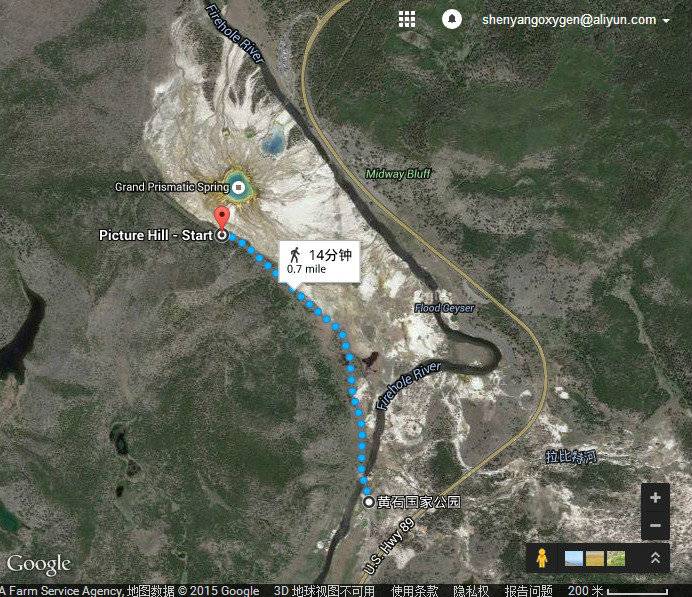 shenyangoxygen@aliyun.com
Firehole River
Midway Bluff
Grand Prismatic Spring
Picture Hill - Start
14分钟
0.7 mile
Flood Geyser
Firehole River
拉比特河
黄石国家公园
U.S. Hwy 89
Google
A Farm Service Agency, 地图数据 © 2015 Google 3D 地球视图不可用 使用条款 隐私权 报告问题 200 米